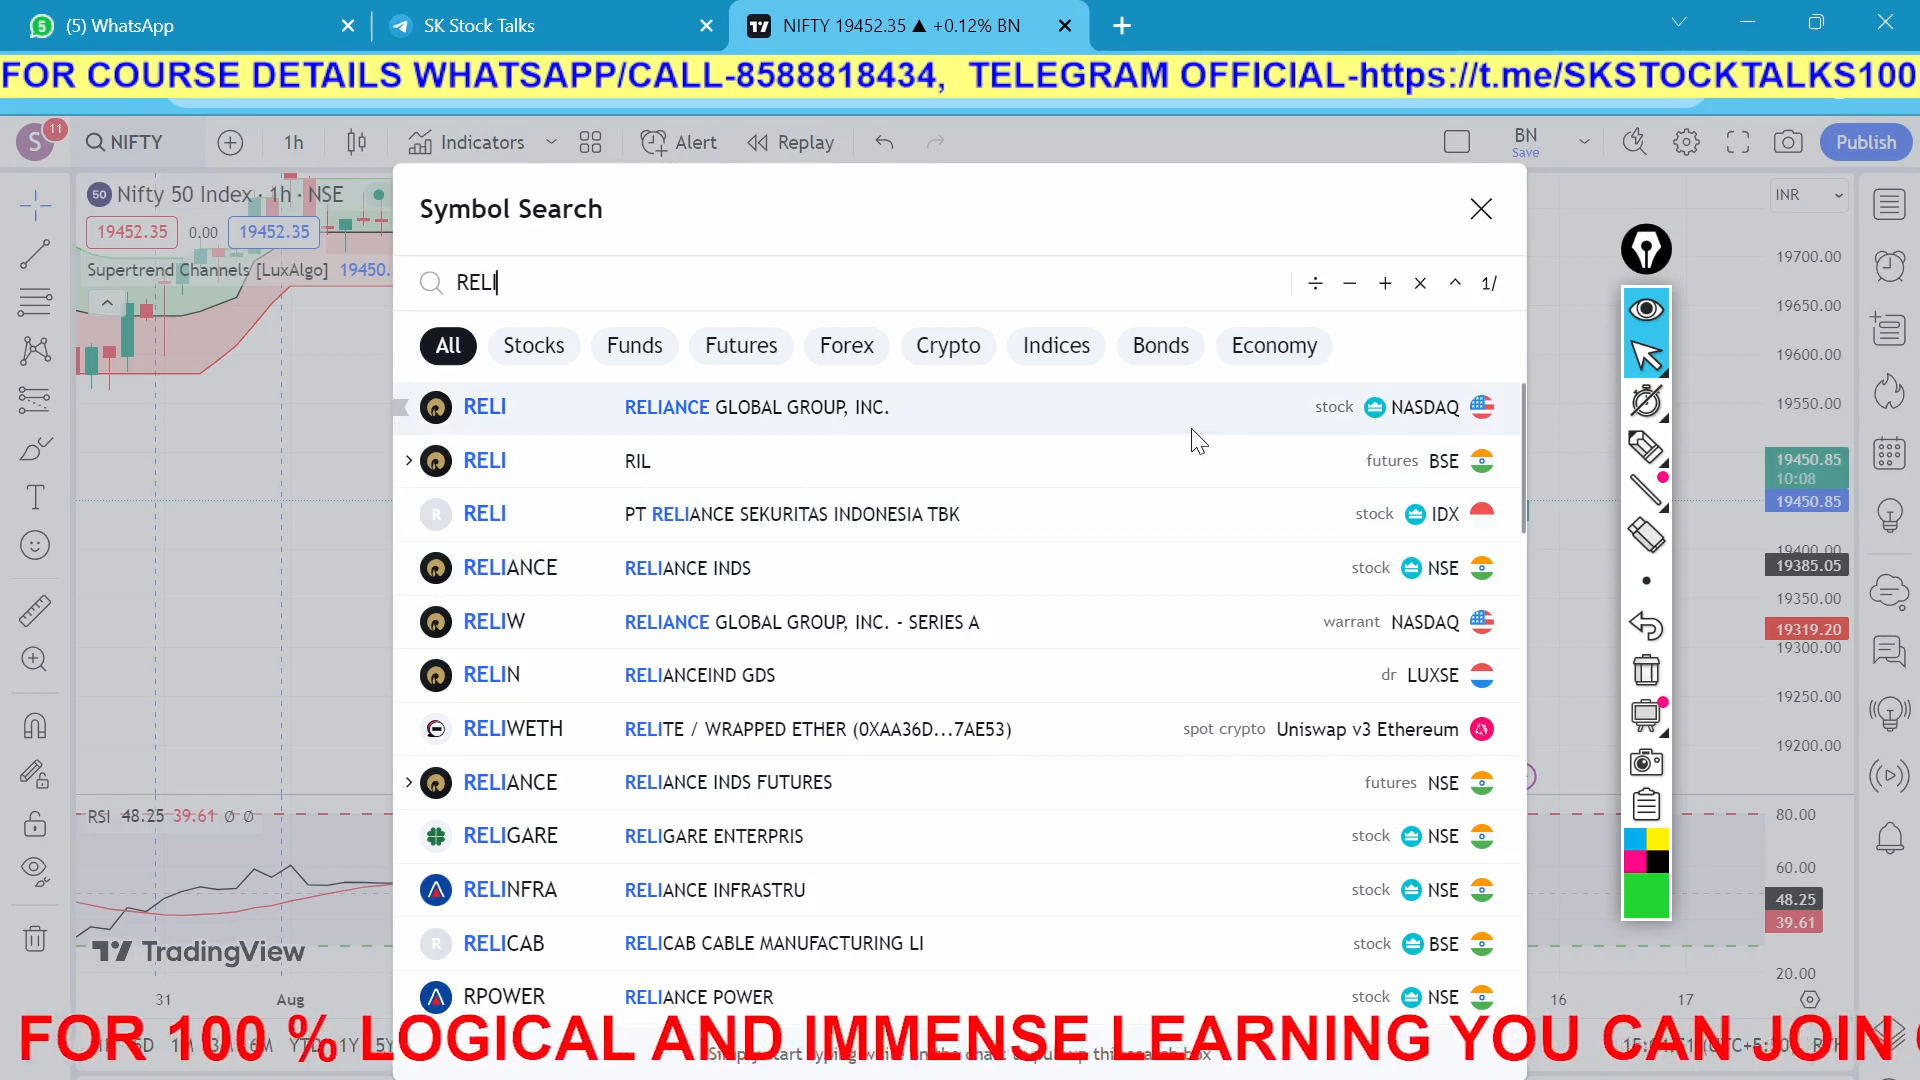 (5) WhatsApp
SK Stock Talks
NIFTY 19452.35 ▲ +0.12% BN
FOR COURSE DETAILS WHATSAPP/CALL-8588818434, TELEGRAM OFFICIAL-https://t.me/SKSTOCKTALKS100
S 11
NIFTY
1h
Indicators
Alert
Replay
BN
Save
Publish
50 Nifty 50 Index · 1h · NSE
19452.35 0.00 19452.35
Supertrend Channels [LuxAlgo] 19450.
Symbol Search
RELI
÷ − + × ^ 1/
All Stocks Funds Futures Forex Crypto Indices Bonds Economy
RELI RELIANCE GLOBAL GROUP, INC. stock NASDAQ
RELI RIL futures BSE
R RELI PT RELIANCE SEKURITAS INDONESIA TBK stock IDX
RELIANCE RELIANCE INDS stock NSE
RELIW RELIANCE GLOBAL GROUP, INC. - SERIES A warrant NASDAQ
RELIN RELIANCEIND GDS dr LUXSE
RELIWETH RELITE / WRAPPED ETHER (0XAA36D...7AE53) spot crypto Uniswap v3 Ethereum
RELIANCE RELIANCE INDS FUTURES futures NSE
RELIGARE RELIGARE ENTERPRIS stock NSE
RELINFRA RELIANCE INFRASTRU stock NSE
R RELICAB RELICAB CABLE MANUFACTURING LI stock BSE
RPOWER RELIANCE POWER stock NSE
INR
19700.00
19650.00
19600.00
19550.00
19450.85
10:08
19450.85
19400.00
19385.05
19350.00
19319.20
19300.00
19250.00
19200.00
RSI 48.25 39.61 ∅ ∅
80.00
60.00
48.25
39.61
20.00
TradingView
31 Aug 16 17
FOR 100 % LOGICAL AND IMMENSE LEARNING YOU CAN JOIN